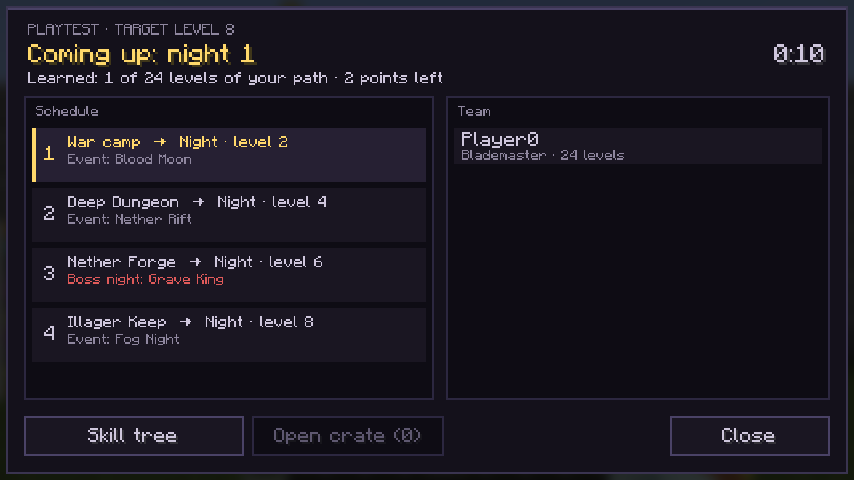 PLAYTEST · TARGET LEVEL 8
Coming up: night 1
0:10
Learned: 1 of 24 levels of your path · 2 points left
Schedule
1
War camp → Night · level 2
Event: Blood Moon
2
Deep Dungeon → Night · level 4
Event: Nether Rift
3
Nether Forge → Night · level 6
Boss night: Grave King
4
Illager Keep → Night · level 8
Event: Fog Night
Team
Player0
Blademaster · 24 levels
Skill tree
Open crate (0)
Close